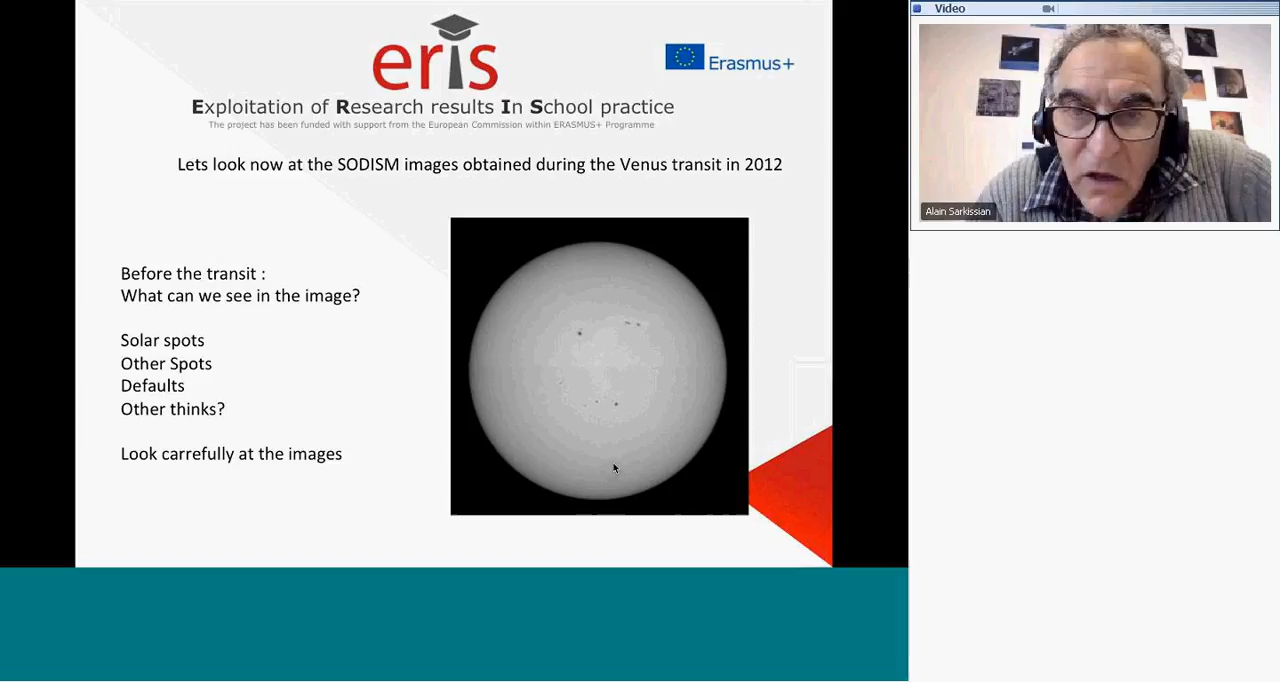 eris
Erasmus+
Exploitation of Research results In School practice
The project has been funded with support from the European Commission within ERASMUS+ Programme
Lets look now at the SODISM images obtained during the Venus transit in 2012
Before the transit :
What can we see in the image?
Solar spots
Other Spots
Defaults
Other thinks?
Look carrefully at the images
Video
Alain Sarkissian